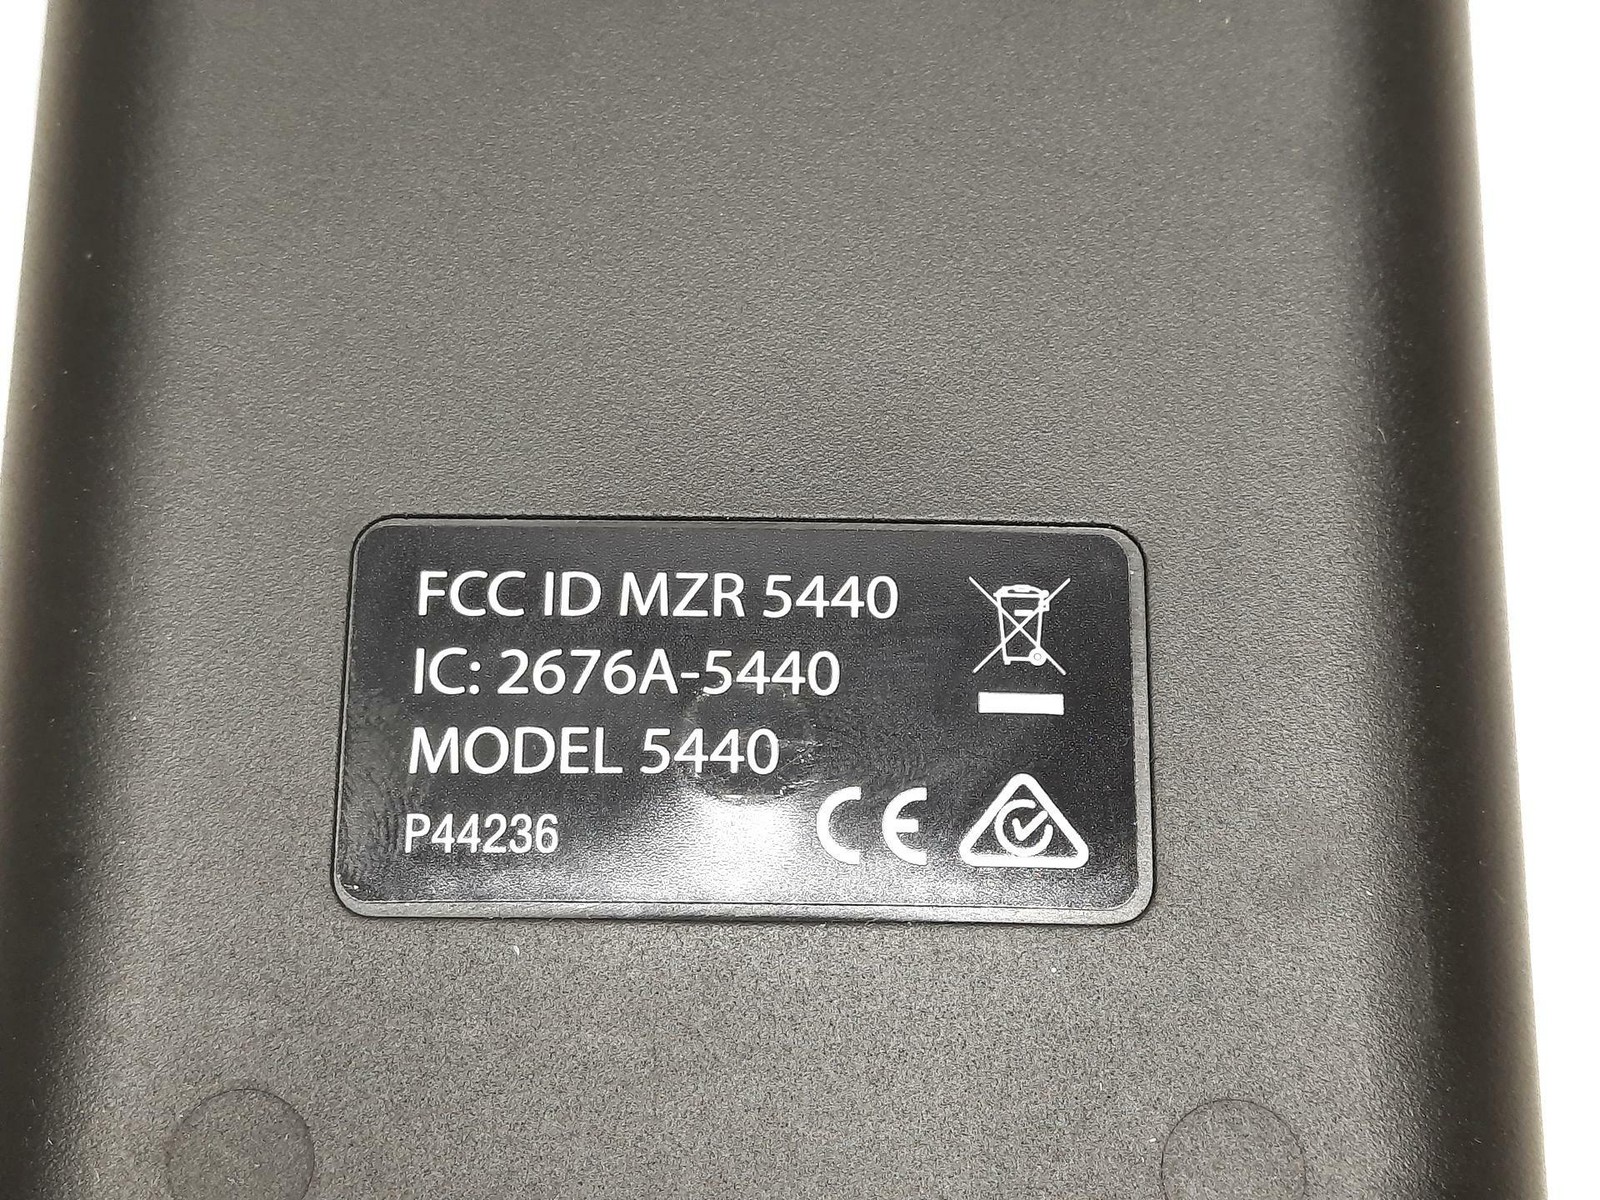 FCC ID MZR 5440
IC: 2676A-5440
MODEL 5440
P44236
CE